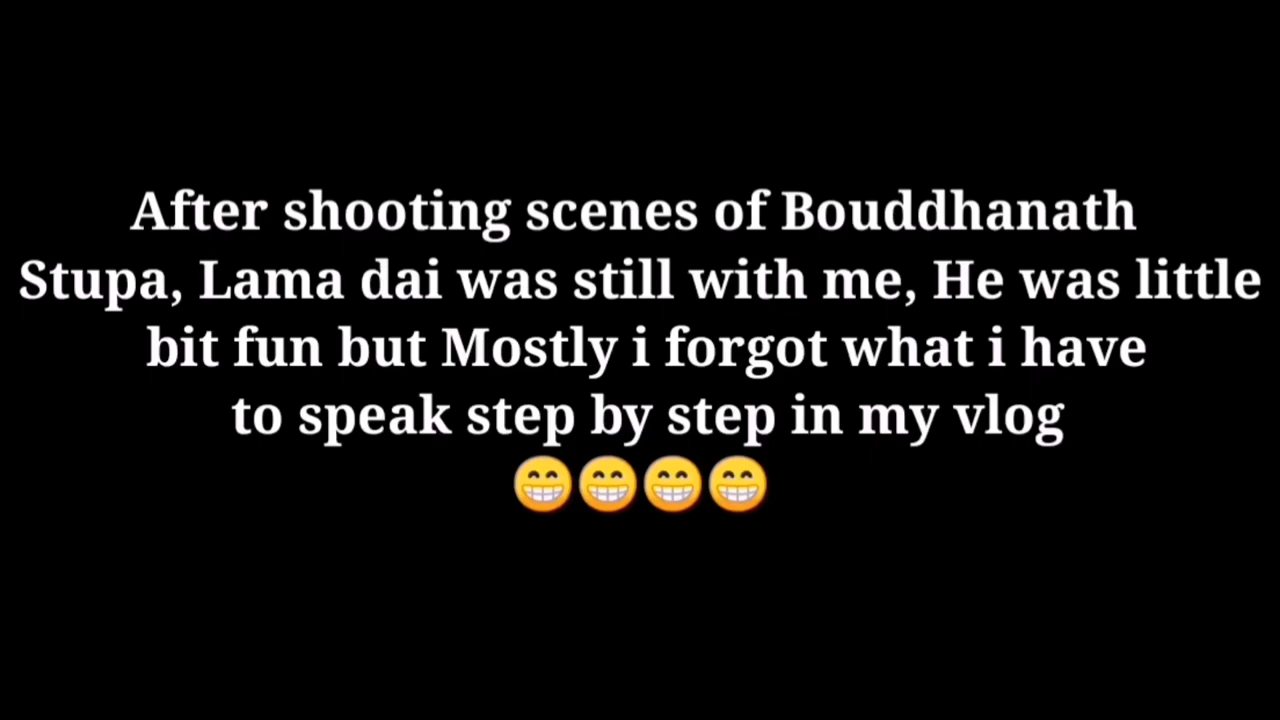 After shooting scenes of Bouddhanath
Stupa, Lama dai was still with me, He was little
bit fun but Mostly i forgot what i have
to speak step by step in my vlog
😁😁😁😁